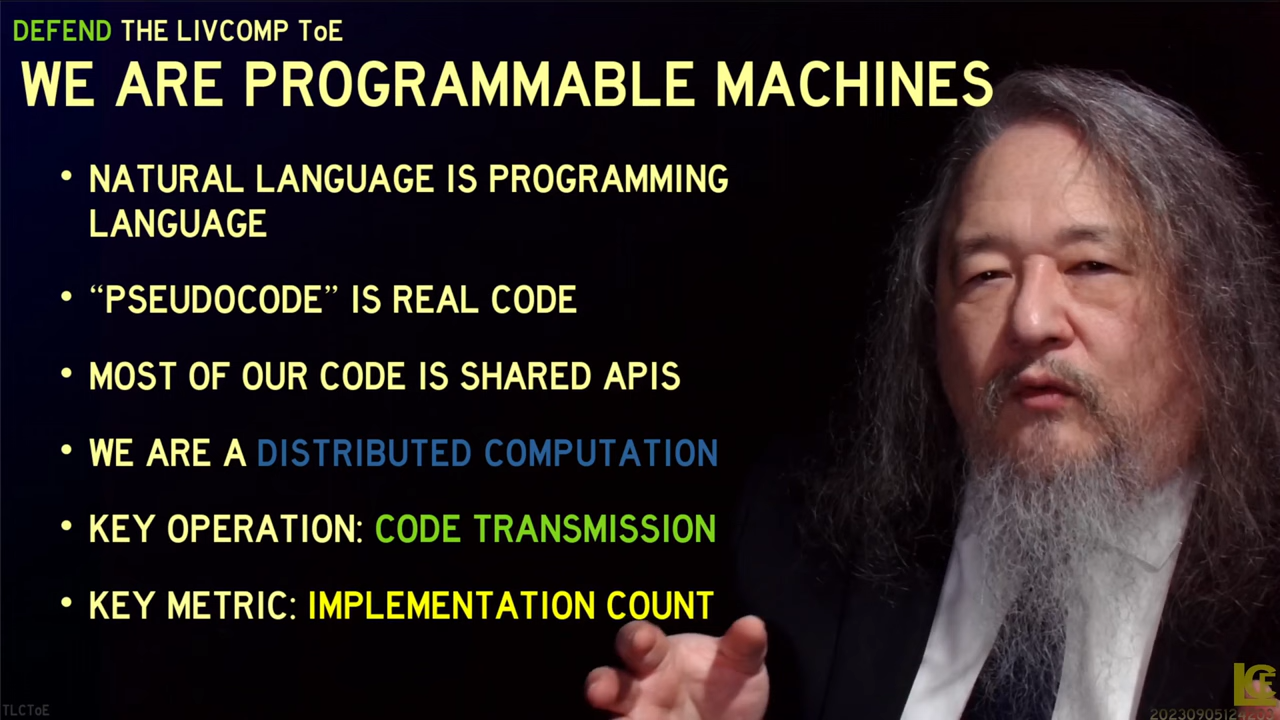 DEFEND THE LIVCOMP ToE
WE ARE PROGRAMMABLE MACHINES
• NATURAL LANGUAGE IS PROGRAMMING
LANGUAGE
• “PSEUDOCODE” IS REAL CODE
• MOST OF OUR CODE IS SHARED APIS
• WE ARE A DISTRIBUTED COMPUTATION
• KEY OPERATION: CODE TRANSMISSION
• KEY METRIC: IMPLEMENTATION COUNT
TLCToE